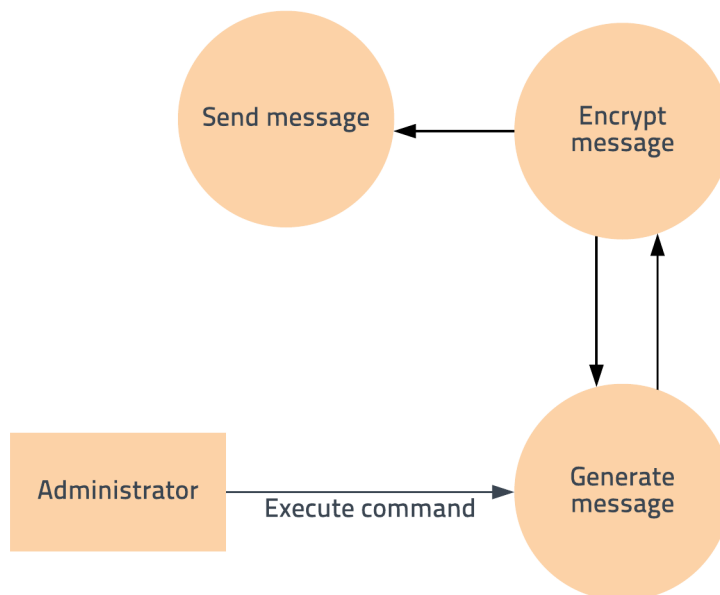 Send message
Encrypt
message
Administrator
Execute command
Generate
message